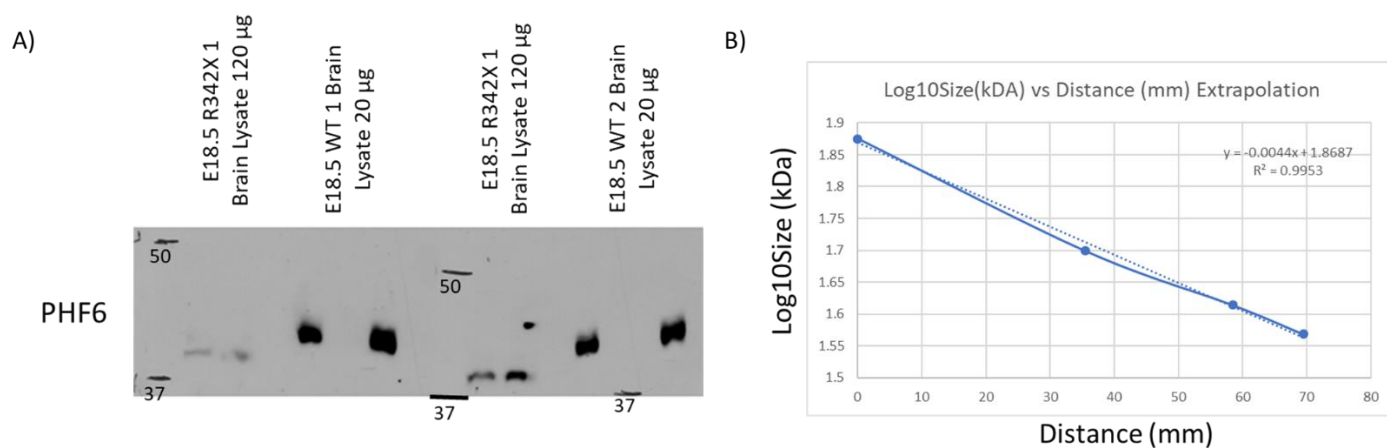 A)
E18.5 R342X 1
Brain Lysate 120 µg
E18.5 WT 1 Brain
Lysate 20 µg
E18.5 R342X 1
Brain Lysate 120 µg
E18.5 WT 2 Brain
Lysate 20 µg
PHF6
50
37
50
37
37
B)
Log10Size(kDA) vs Distance (mm) Extrapolation
y = -0.0044x + 1.8687
R² = 0.9953
Log10Size (kDa)
1.9
1.85
1.8
1.75
1.7
1.65
1.6
1.55
1.5
0 10 20 30 40 50 60 70 80
Distance (mm)